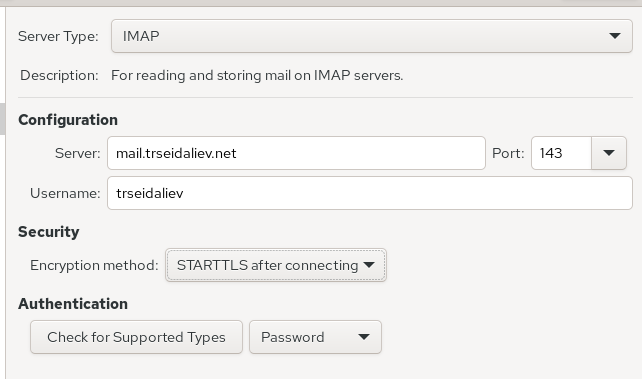 Server Type: IMAP
Description: For reading and storing mail on IMAP servers.
Configuration
Server: mail.trseidaliev.net Port: 143
Username: trseidaliev
Security
Encryption method: STARTTLS after connecting
Authentication
Check for Supported Types Password